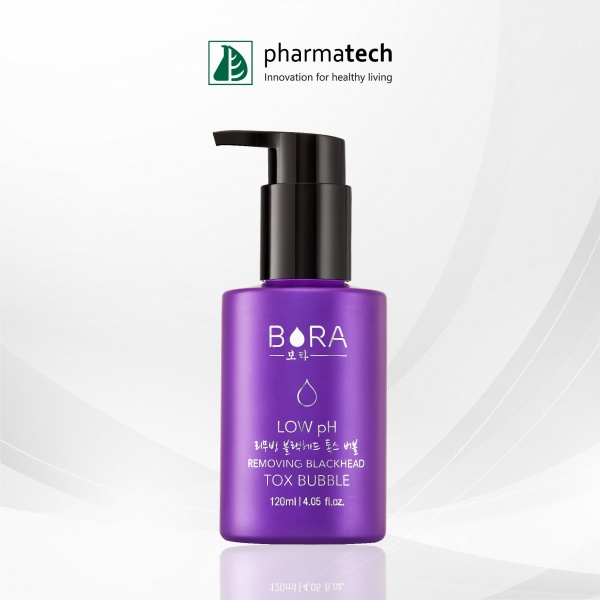 pharmatech
Innovation for healthy living
BORA
보라
LOW pH
리무빙 블랙헤드 톡스 버블
REMOVING BLACKHEAD
TOX BUBBLE
120ml | 4.05 fl.oz.